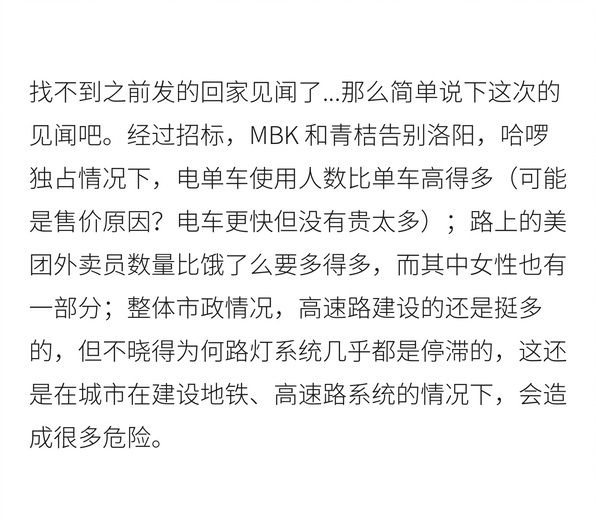 找不到之前发的回家见闻了...那么简单说下这次的
见闻吧。经过招标，MBK 和青桔告别洛阳，哈啰
独占情况下，电单车使用人数比单车高得多（可能
是售价原因？电车更快但没有贵太多）；路上的美
团外卖员数量比饿了么要多得多，而其中女性也有
一部分；整体市政情况，高速路建设的还是挺多
的，但不晓得为何路灯系统几乎都是停滞的，这还
是在城市在建设地铁、高速路系统的情况下，会造
成很多危险。